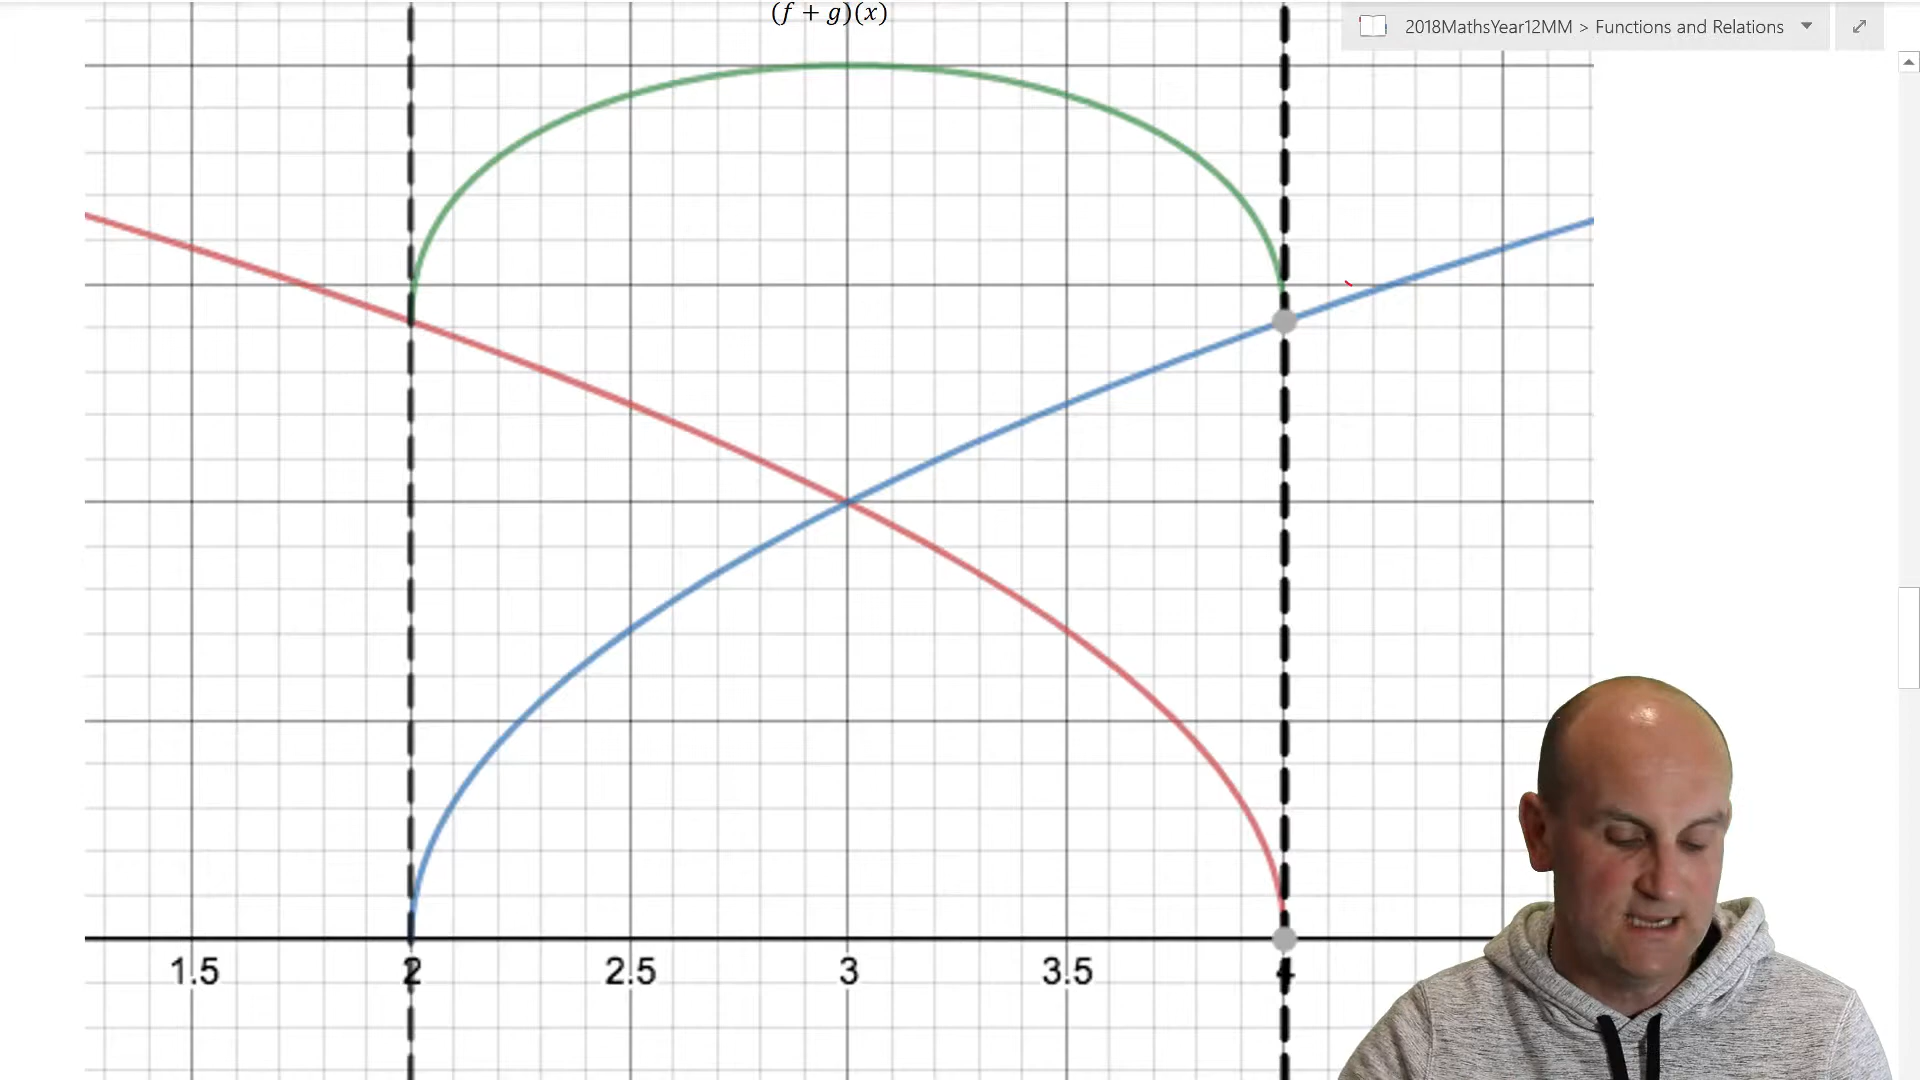 (f + g)(x)
2018MathsYear12MM > Functions and Relations
1.5 2 2.5 3 3.5 4